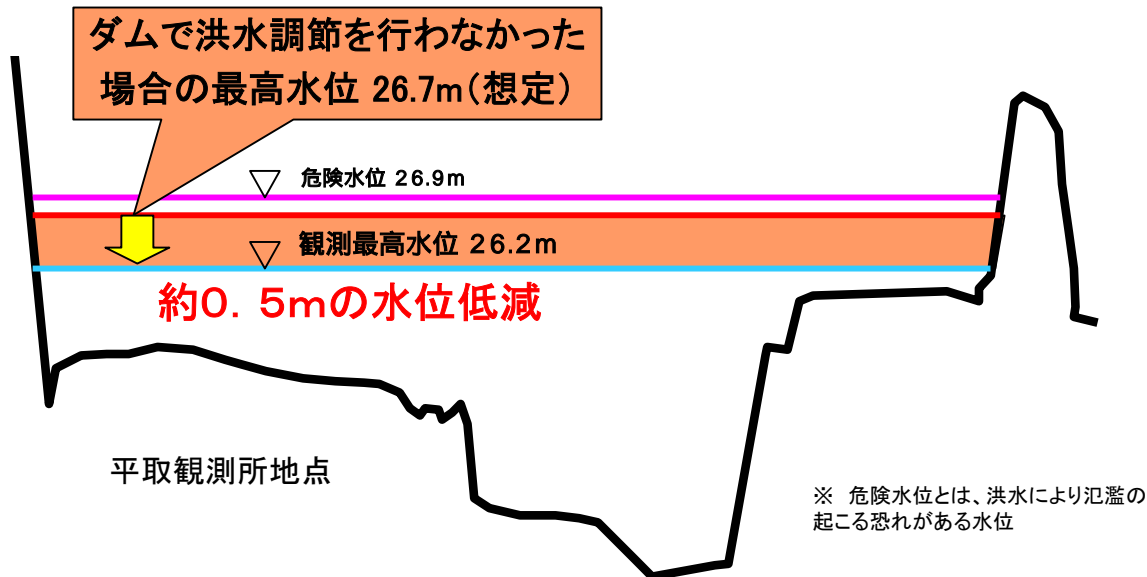 ダムで洪水調節を行わなかった
場合の最高水位 26.7m(想定)
危険水位 26.9m
観測最高水位 26.2m
約0.5mの水位低減
平取観測所地点
※ 危険水位とは、洪水により氾濫の
起こる恐れがある水位